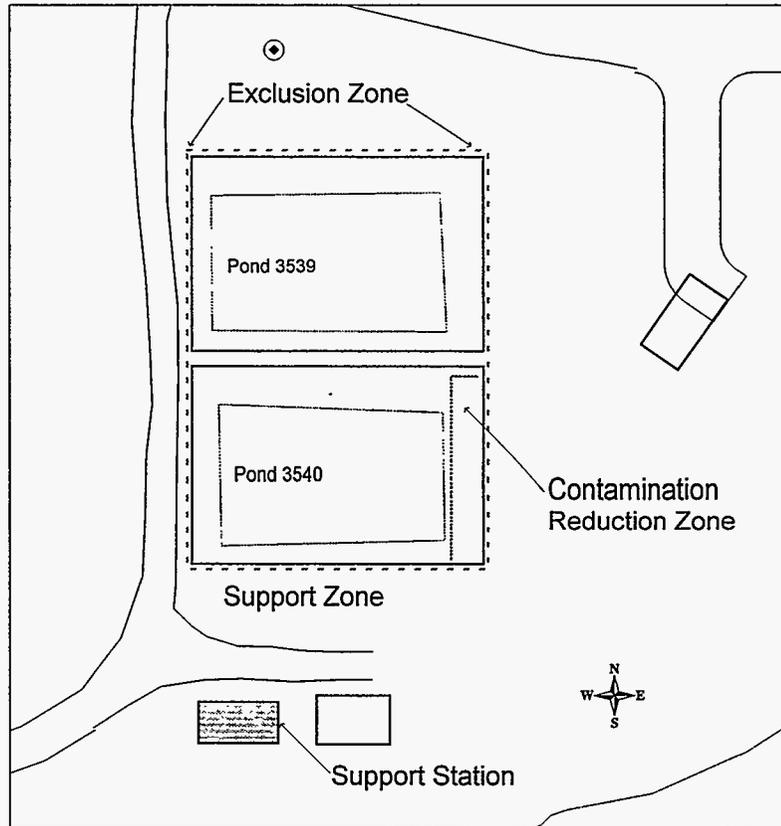 Exclusion Zone
Pond 3539
Pond 3540
Contamination
Reduction Zone
Support Zone
N
W E
S
Support Station